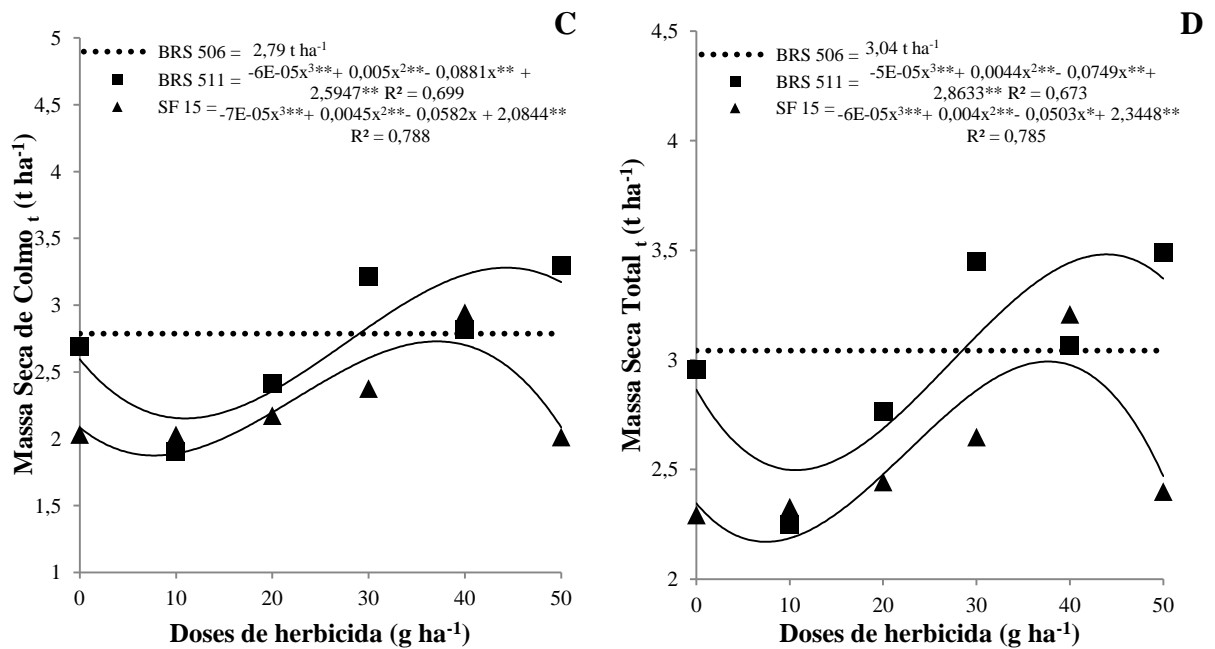 C
5
4,5
4
3,5
3
2,5
2
1,5
1
Massa Seca de Colmo t (t ha-1)
BRS 506 = 2,79 t ha-1
BRS 511 = -6E-05x3**+ 0,005x2**- 0,0881x** +
2,5947** R² = 0,699
SF 15 = -7E-05x3**+ 0,0045x2**- 0,0582x + 2,0844**
R² = 0,788
0 10 20 30 40 50
Doses de herbicida (g ha-1)
D
4,5
4
3,5
3
2,5
2
Massa Seca Total t (t ha-1)
BRS 506= 3,04 t ha-1
BRS 511= -5E-05x3**+ 0,0044x2**- 0,0749x**+
2,8633** R² = 0,673
SF 15 = -6E-05x3**+ 0,004x2**- 0,0503x*+ 2,3448**
R² = 0,785
0 10 20 30 40 50
Doses de herbicida (g ha-1)